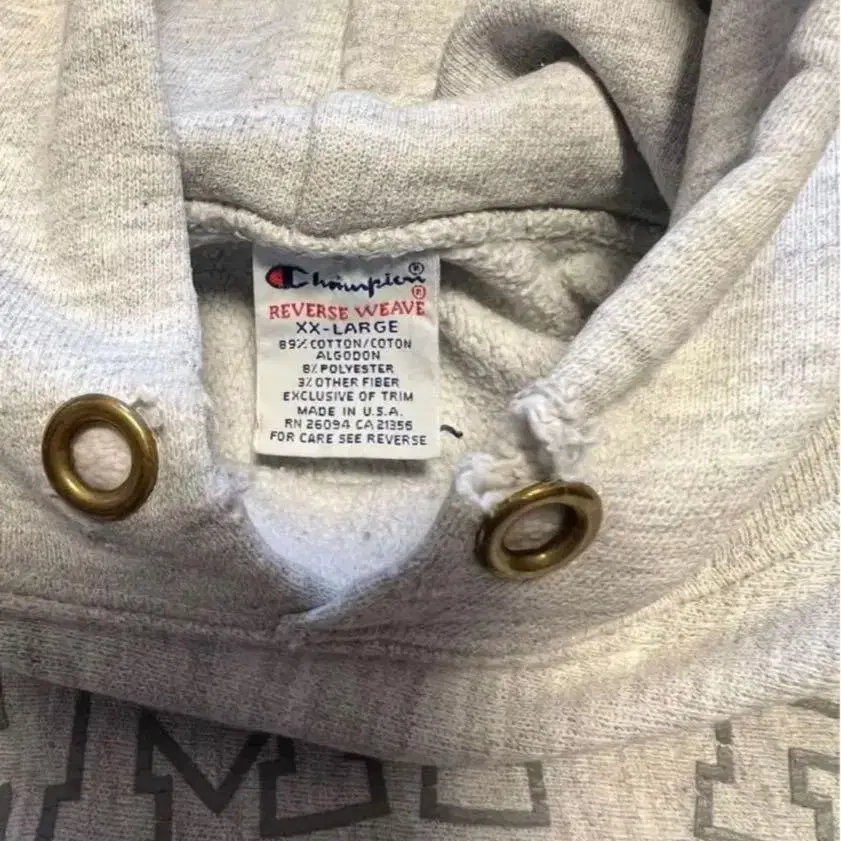 Champion®
REVERSE WEAVE®
XX-LARGE
89% COTTON/COTON
ALGODON
8% POLYESTER
3% OTHER FIBER
EXCLUSIVE OF TRIM
MADE IN U.S.A.
RN 26094 CA 21356
FOR CARE SEE REVERSE